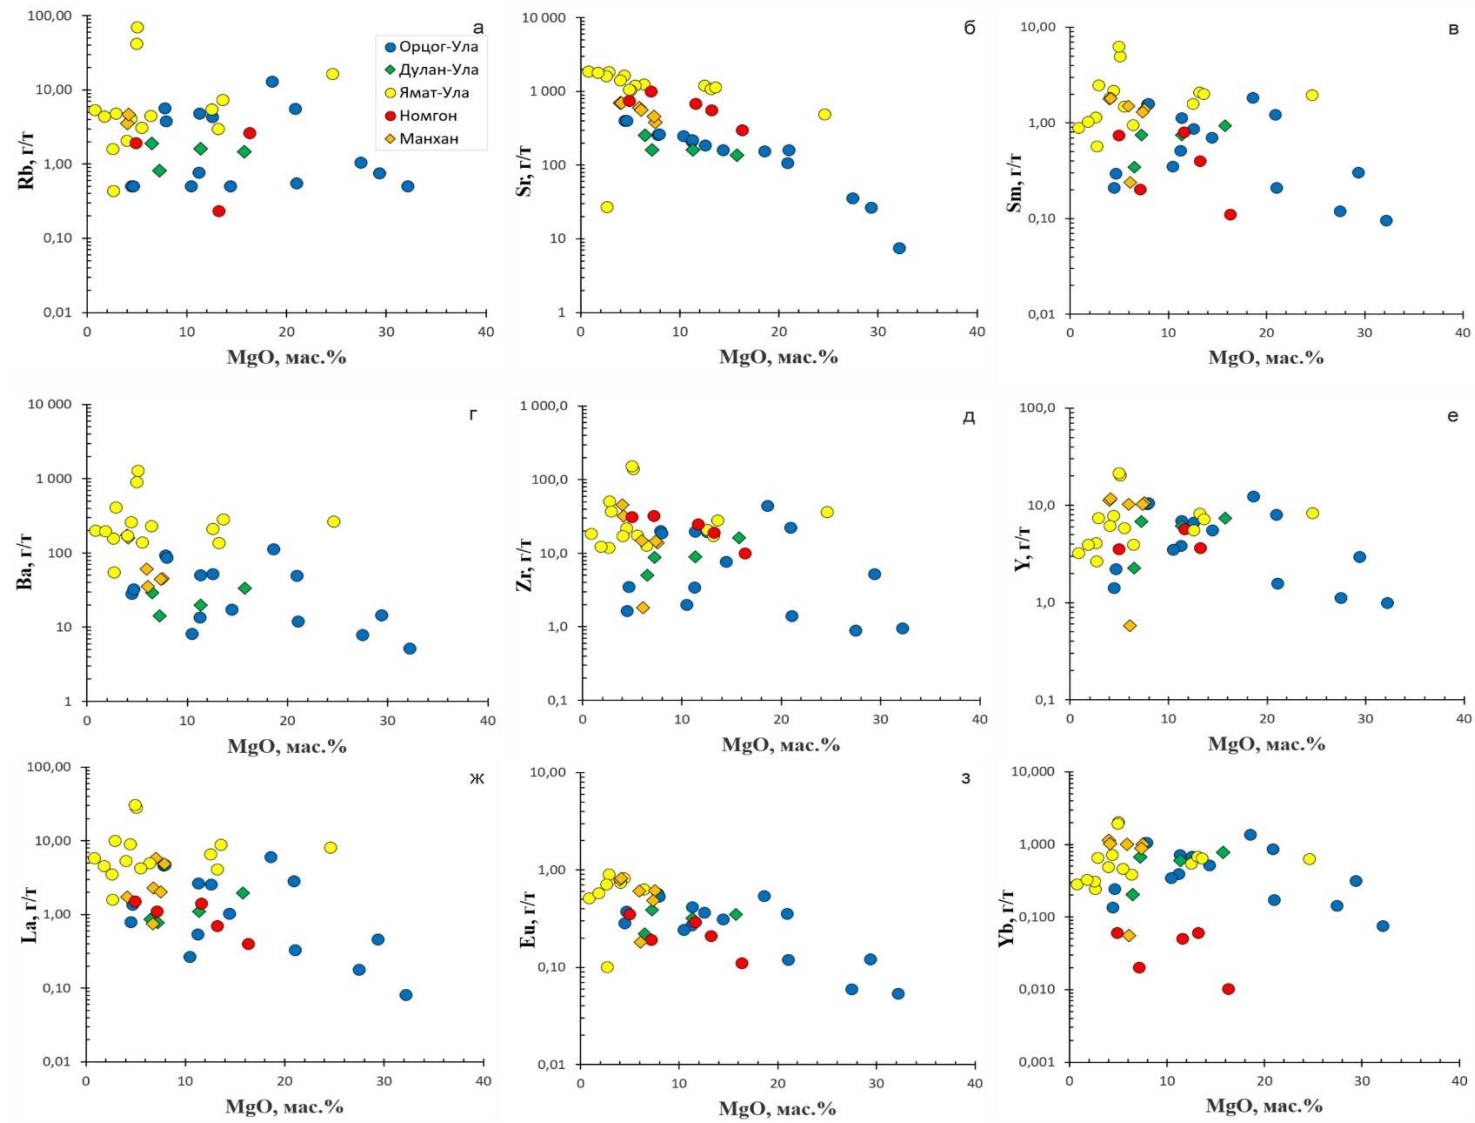 а
100,00
10,00
1,00
0,10
0,01
Rb, г/т
0 10 20 30 40
MgO, мас.%
Орцог-Ула
Дулан-Ула
Ямат-Ула
Номгон
Манхан
б
10 000
1 000
100
10
1
Sr, г/т
0 10 20 30 40
MgO, мас.%
в
10,00
1,00
0,10
0,01
Sm, г/т
0 10 20 30 40
MgO, мас.%
г
10 000
1 000
100
10
1
Ba, г/т
0 10 20 30 40
MgO, мас.%
д
1 000,0
100,0
10,0
1,0
0,1
Zr, г/т
0 10 20 30 40
MgO, мас.%
е
100,0
10,0
1,0
0,1
Y, г/т
0 10 20 30 40
MgO, мас.%
ж
100,00
10,00
1,00
0,10
0,01
La, г/т
0 10 20 30 40
MgO, мас.%
з
10,00
1,00
0,10
0,01
Eu, г/т
0 10 20 30 40
MgO, мас.%
10,000
1,000
0,100
0,010
0,001
Yb, г/т
0 10 20 30 40
MgO, мас.%